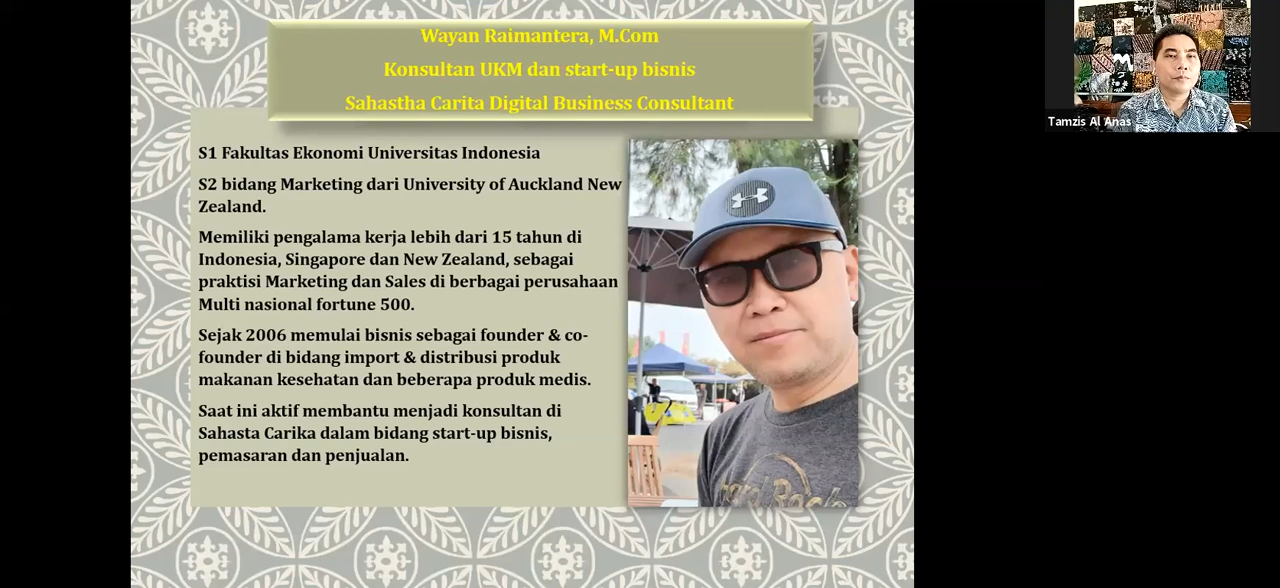 Wayan Raimantera, M.Com
Konsultan UKM dan start-up bisnis
Sahastha Carita Digital Business Consultant
S1 Fakultas Ekonomi Universitas Indonesia
S2 bidang Marketing dari University of Auckland New
Zealand.
Memiliki pengalama kerja lebih dari 15 tahun di
Indonesia, Singapore dan New Zealand, sebagai
praktisi Marketing dan Sales di berbagai perusahaan
Multi nasional fortune 500.
Sejak 2006 memulai bisnis sebagai founder & co-
founder di bidang import & distribusi produk
makanan kesehatan dan beberapa produk medis.
Saat ini aktif membantu menjadi konsultan di
Sahasta Carika dalam bidang start-up bisnis,
pemasaran dan penjualan.
Hard Rock
Tamzis Al Anas